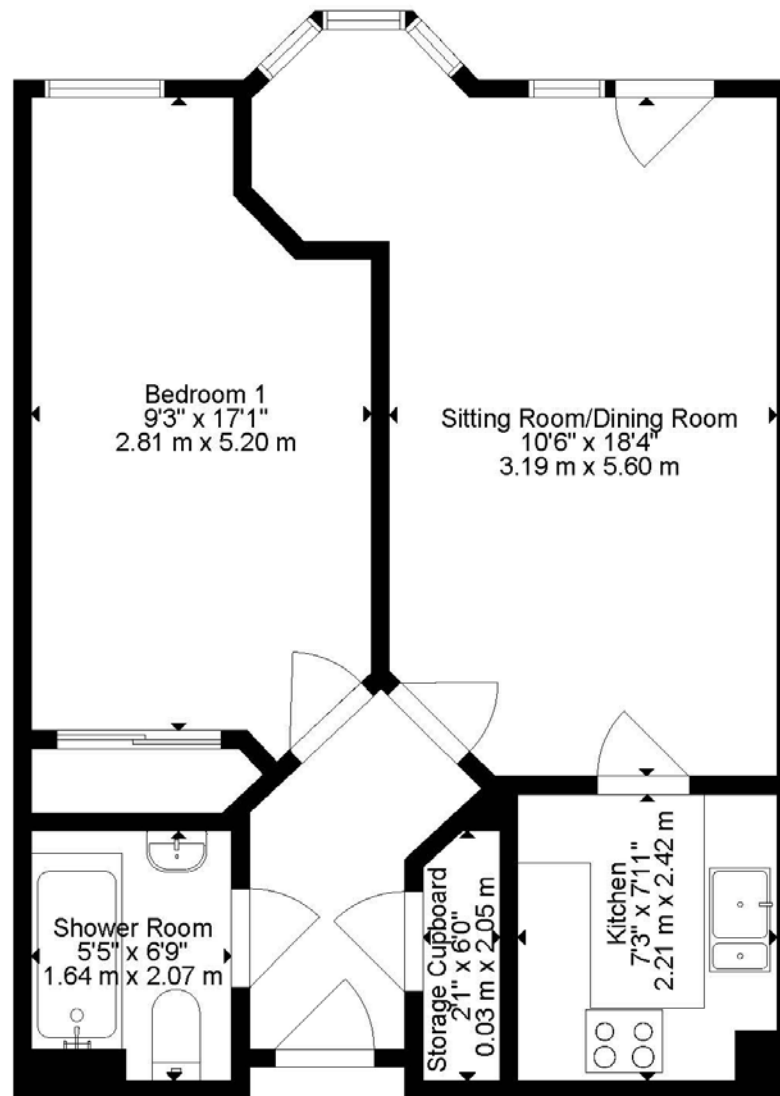 Bedroom 1
9'3" x 17'1"
2.81 m x 5.20 m
Sitting Room/Dining Room
10'6" x 18'4"
3.19 m x 5.60 m
Shower Room
5'5" x 6'9"
1.64 m x 2.07 m
Storage Cupboard
2'1" x 6'0"
0.03 m x 2.05 m
Kitchen
7'3" x 7'11"
2.21 m x 2.42 m